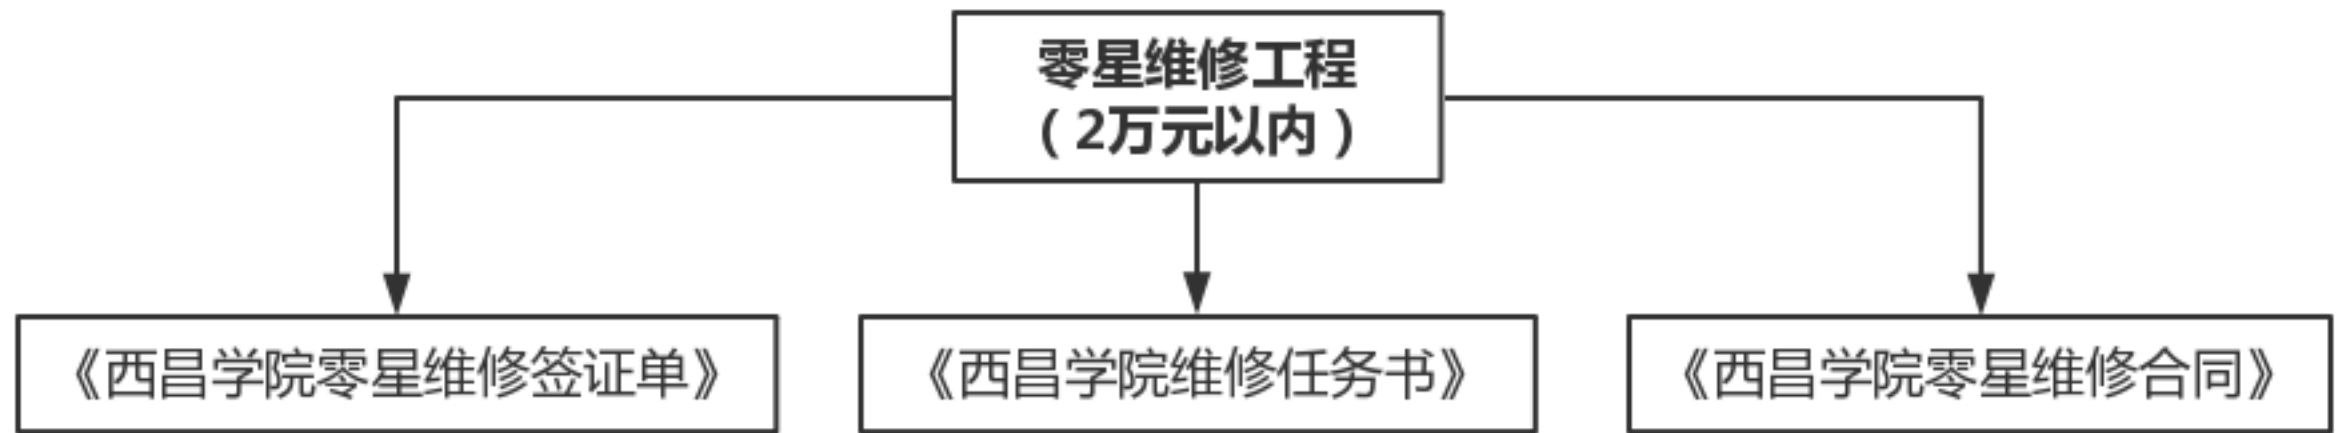 零星维修工程
（2万元以内）
《西昌学院零星维修签证单》
《西昌学院维修任务书》
《西昌学院零星维修合同》